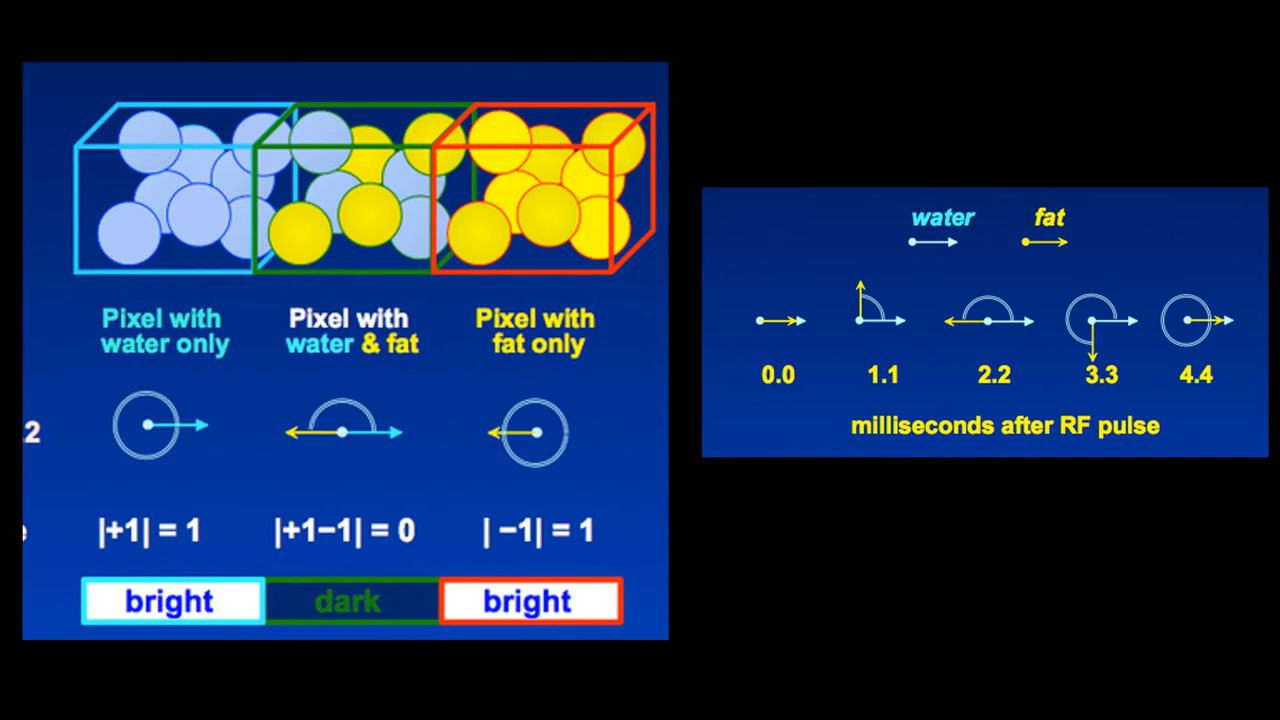 Pixel with
water only
Pixel with
water & fat
Pixel with
fat only
2
|+1| = 1
|+1−1| = 0
| −1| = 1
bright
dark
bright
water
fat
0.0
1.1
2.2
3.3
4.4
milliseconds after RF pulse